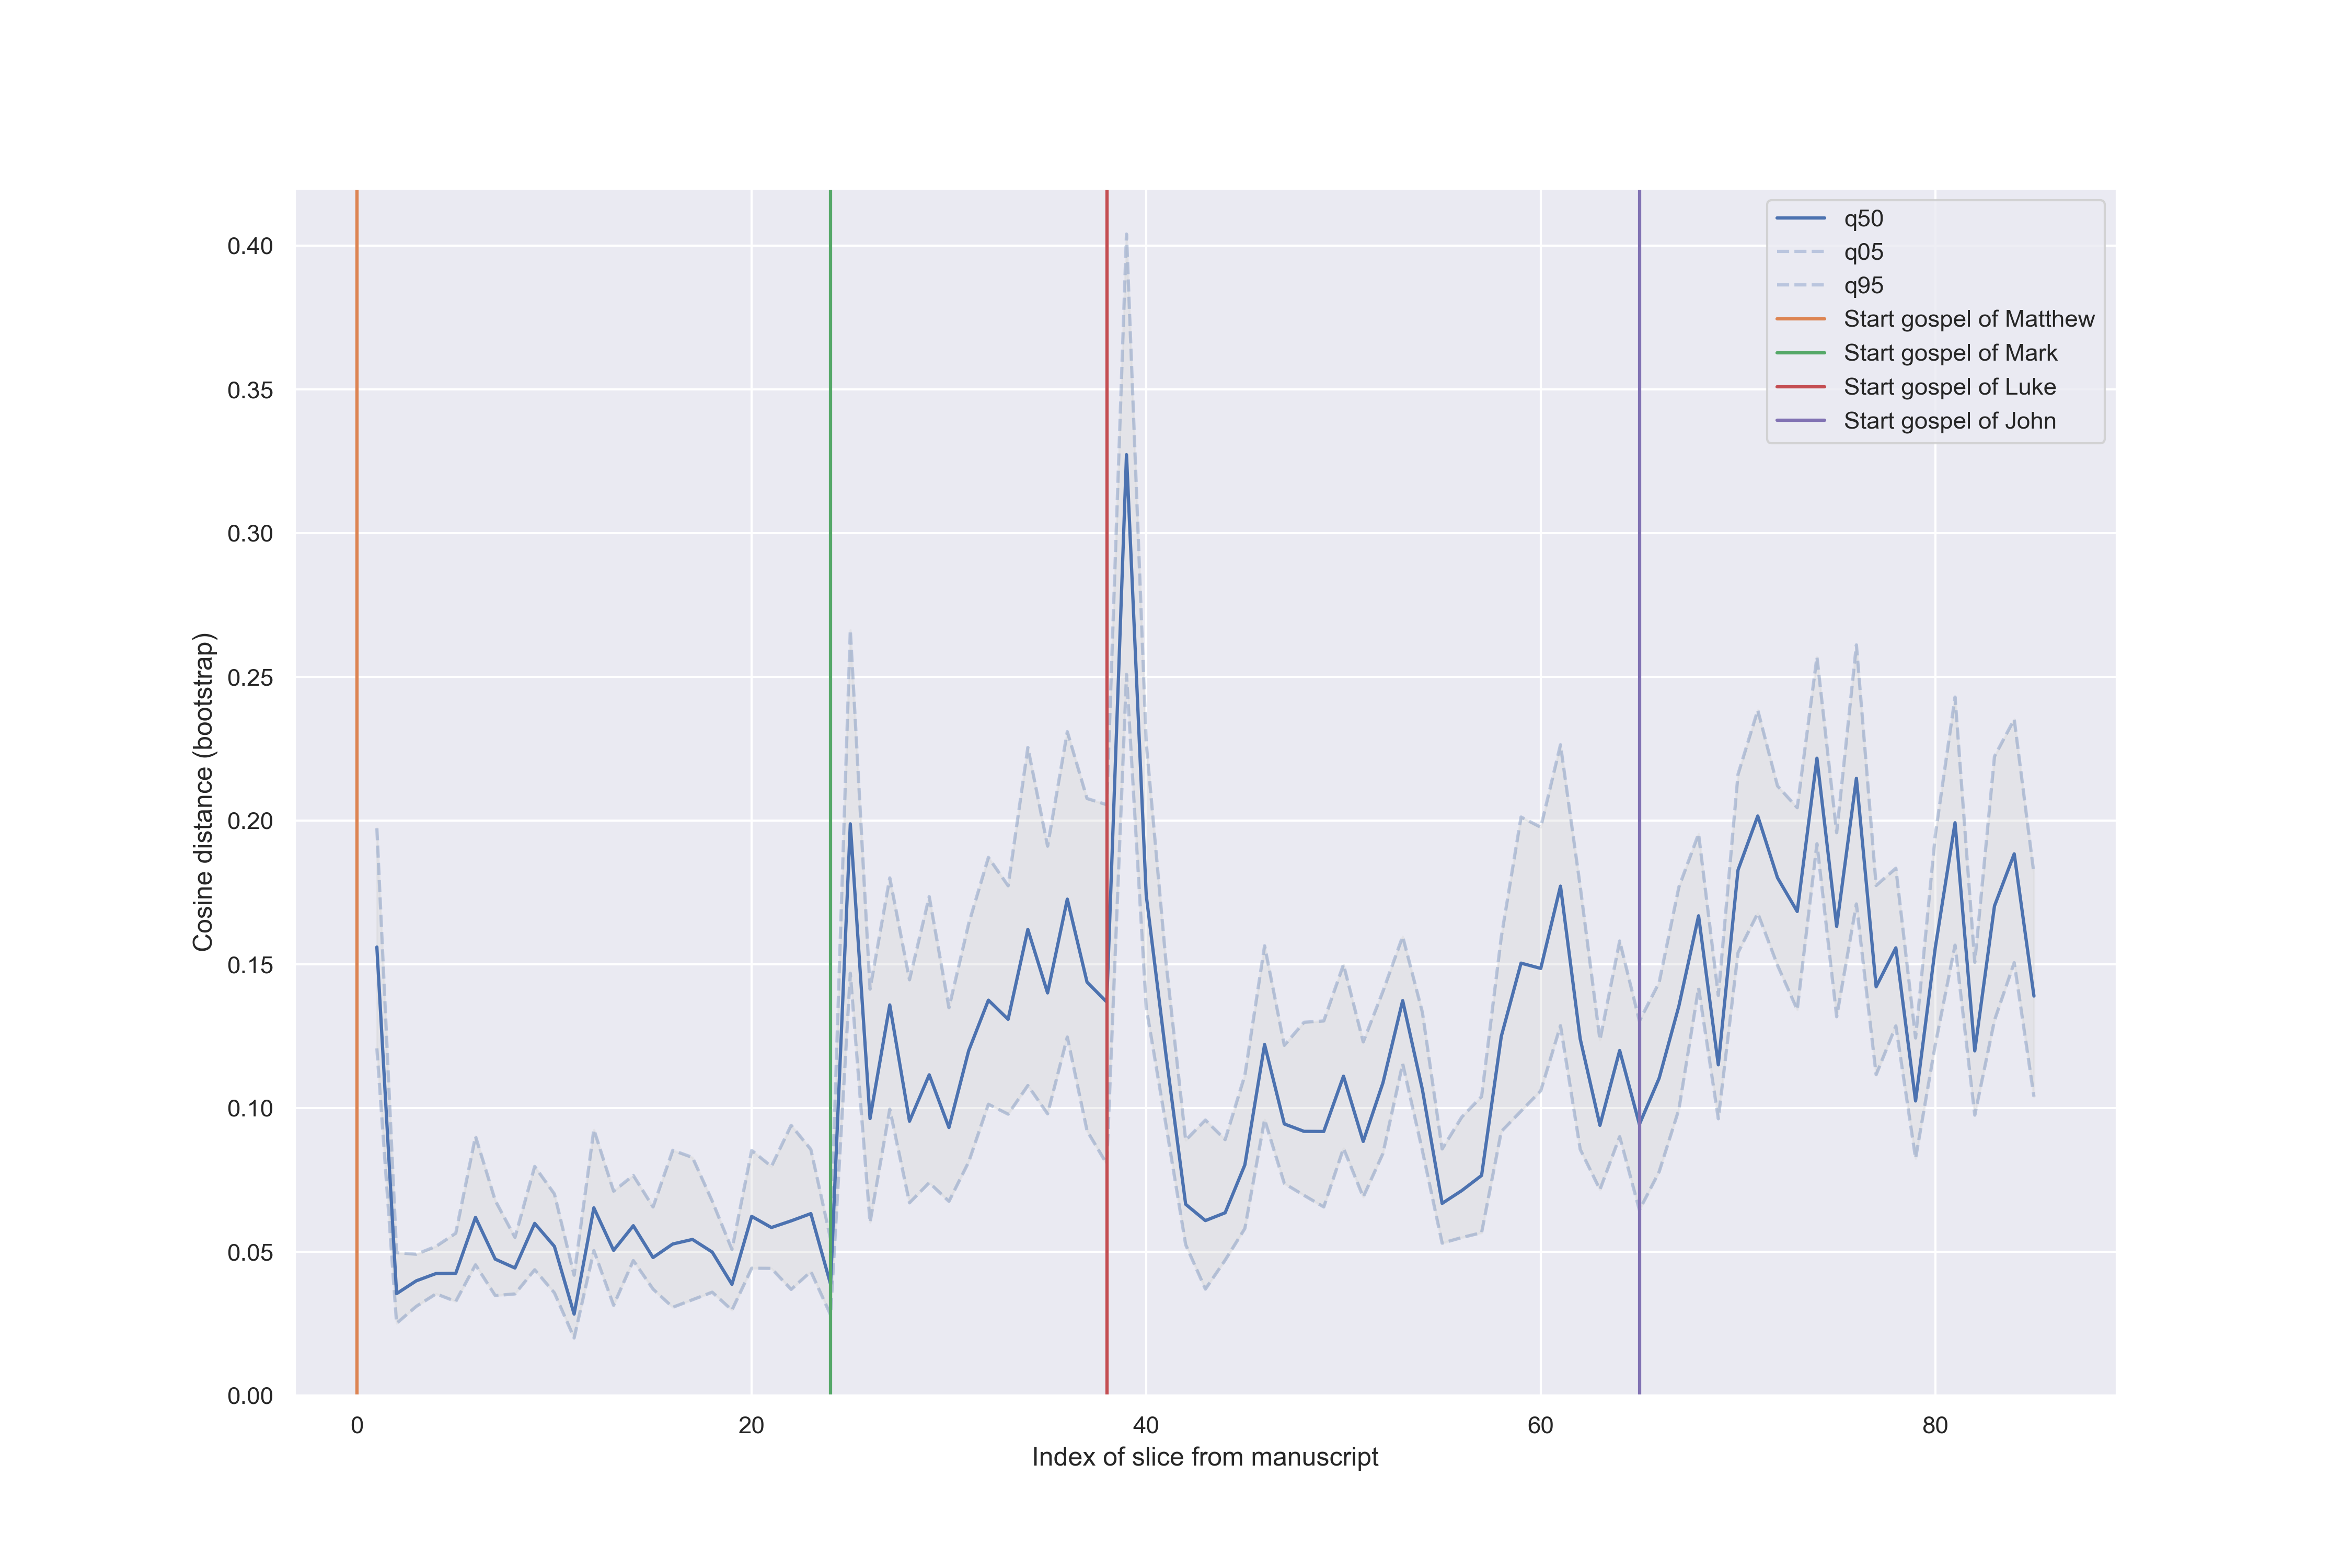 q50
q05
q95
Start gospel of Matthew
Start gospel of Mark
Start gospel of Luke
Start gospel of John
Cosine distance (bootstrap)
0.40
0.35
0.30
0.25
0.20
0.15
0.10
0.05
0.00
0 20 40 60 80
Index of slice from manuscript